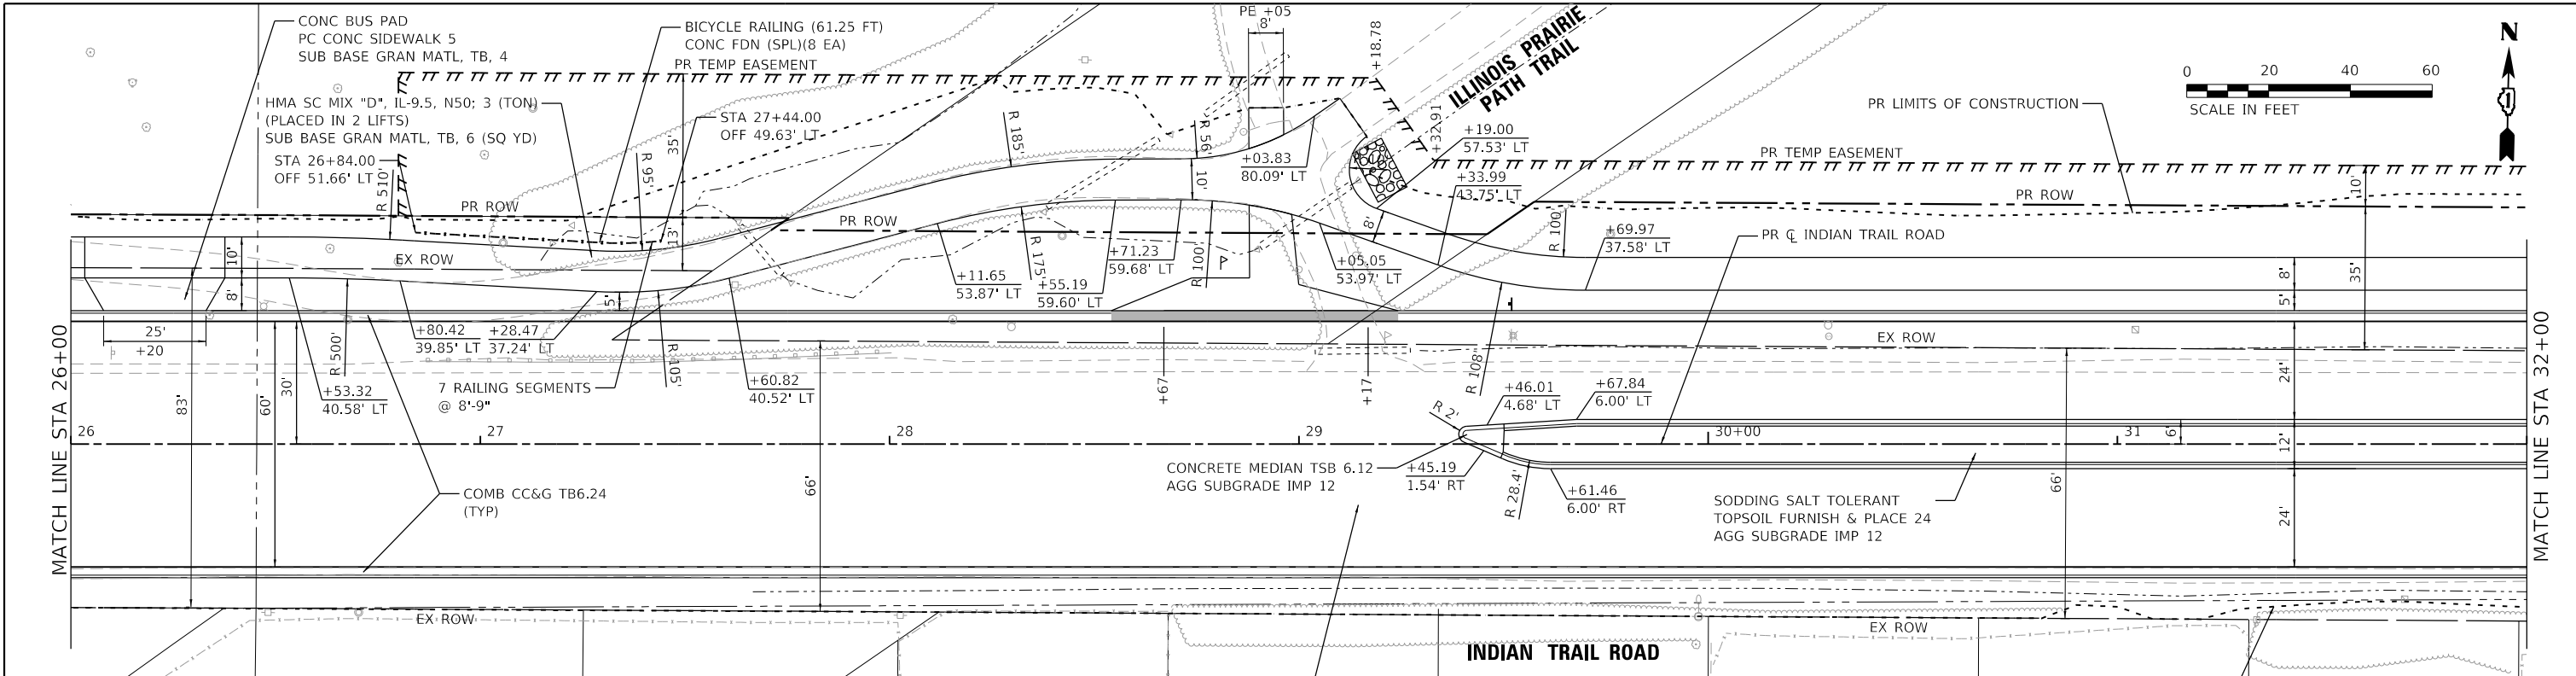 CONC BUS PAD
PC CONC SIDEWALK 5
SUB BASE GRAN MATL, TB, 4
BICYCLE RAILING (61.25 FT)
CONC FDN (SPL)(8 EA)
PR TEMP EASEMENT
HMA SC MIX "D", IL-9.5, N50; 3 (TON)
(PLACED IN 2 LIFTS)
SUB BASE GRAN MATL, TB, 6 (SQ YD)
STA 26+84.00
OFF 51.66' LT
STA 27+44.00
OFF 49.63' LT
PE +05
8'
+18.78
ILLINOIS PRAIRIE
PATH TRAIL
+32.91
+19.00
57.53' LT
+33.99
43.75' LT
+03.83
80.09' LT
PR LIMITS OF CONSTRUCTION
PR TEMP EASEMENT
0 20 40 60
SCALE IN FEET
N
R 510'
R 95'
35'
13'
R 185'
R 56'
10'
PR ROW
PR ROW
PR ROW
10'
EX ROW
10'
8'
5'
+11.65
53.87' LT
R 175'
+55.19
59.60' LT
+71.23
59.68' LT
R 100'
+05.05
53.97' LT
8'
R 100'
+69.97
37.58' LT
PR CL INDIAN TRAIL ROAD
8'
5'
35'
25'
+20
R 500'
+80.42
39.85' LT
+28.47
37.24' LT
R 105'
+53.32
40.58' LT
7 RAILING SEGMENTS
@ 8'-9"
+60.82
40.52' LT
+67
+17
R 108'
EX ROW
24'
MATCH LINE STA 26+00
83'
60'
30'
66'
26
27
28
29
30+00
31
R 2'
+46.01
4.68' LT
+67.84
6.00' LT
6'
12'
CONCRETE MEDIAN TSB 6.12
AGG SUBGRADE IMP 12
+45.19
1.54' RT
R 28.4'
+61.46
6.00' RT
SODDING SALT TOLERANT
TOPSOIL FURNISH & PLACE 24
AGG SUBGRADE IMP 12
66'
24'
COMB CC&G TB6.24
(TYP)
MATCH LINE STA 32+00
EX ROW
INDIAN TRAIL ROAD
EX ROW